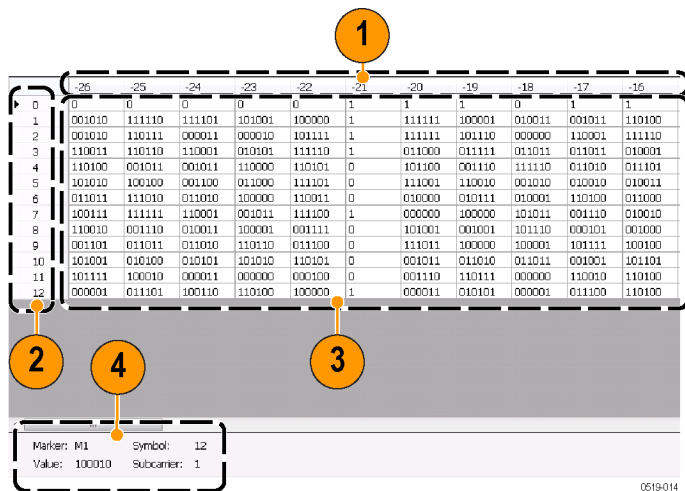 1
-26 -25 -24 -23 -22 -21 -20 -19 -18 -17 -16
0 0 0 0 0 0 1 1 1 0 1 1
1 001010 111110 111101 101001 100000 1 111111 100001 010011 001011 110100
2 001010 110111 000011 000010 101111 1 111111 101110 000000 110001 111110
3 110011 110110 110001 010101 111110 1 011000 011111 011011 011011 010001
4 110100 001011 001011 110000 110101 0 101100 001110 111110 011010 011101
5 101010 100100 001100 011000 111101 0 111001 110010 001010 010010 010011
6 011011 111010 011010 100000 110011 0 010000 010111 010001 110100 011000
7 100111 111111 110001 001011 111100 1 000000 100000 101011 001110 010010
8 110010 001110 010011 100001 001111 0 101001 001001 101110 000101 001000
9 001101 011011 011010 110110 011100 0 111011 100000 100001 101111 100100
10 101001 010100 010101 101010 110101 0 001011 011010 011011 001001 101101
11 101111 100010 000011 000000 000100 0 001110 110111 000000 110010 110100
12 000001 011101 100110 110100 100000 1 000011 010101 000001 011100 110100
2
4
3
Marker: M1 Symbol: 12
Value: 100010 Subcarrier: 1
0519-014